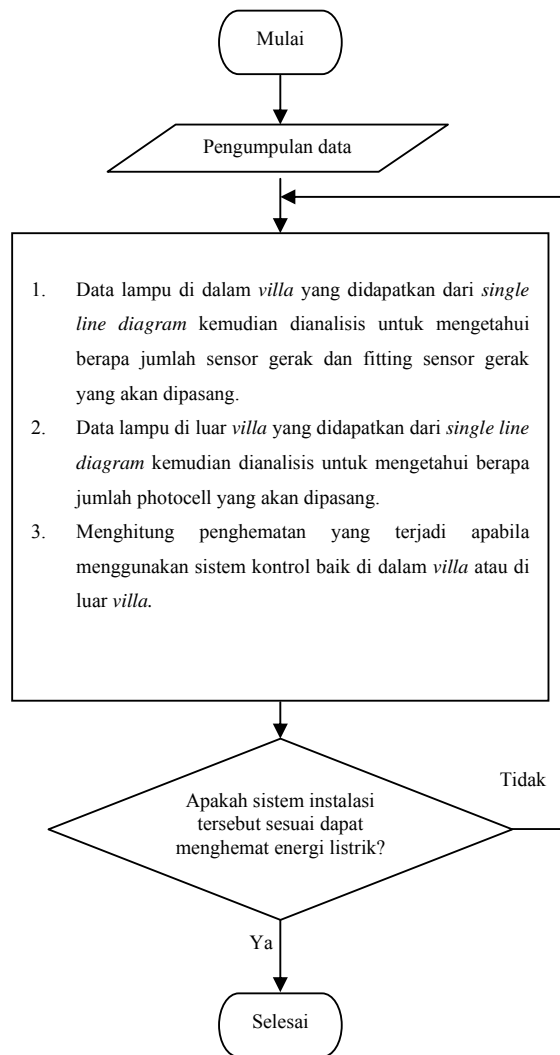 Mulai
Pengumpulan data
1. Data lampu di dalam villa yang didapatkan dari single
line diagram kemudian dianalisis untuk mengetahui
berapa jumlah sensor gerak dan fitting sensor gerak
yang akan dipasang.
2. Data lampu di luar villa yang didapatkan dari single line
diagram kemudian dianalisis untuk mengetahui berapa
jumlah photocell yang akan dipasang.
3. Menghitung penghematan yang terjadi apabila
menggunakan sistem kontrol baik di dalam villa atau di
luar villa.
Tidak
Apakah sistem instalasi
tersebut sesuai dapat
menghemat energi listrik?
Ya
Selesai